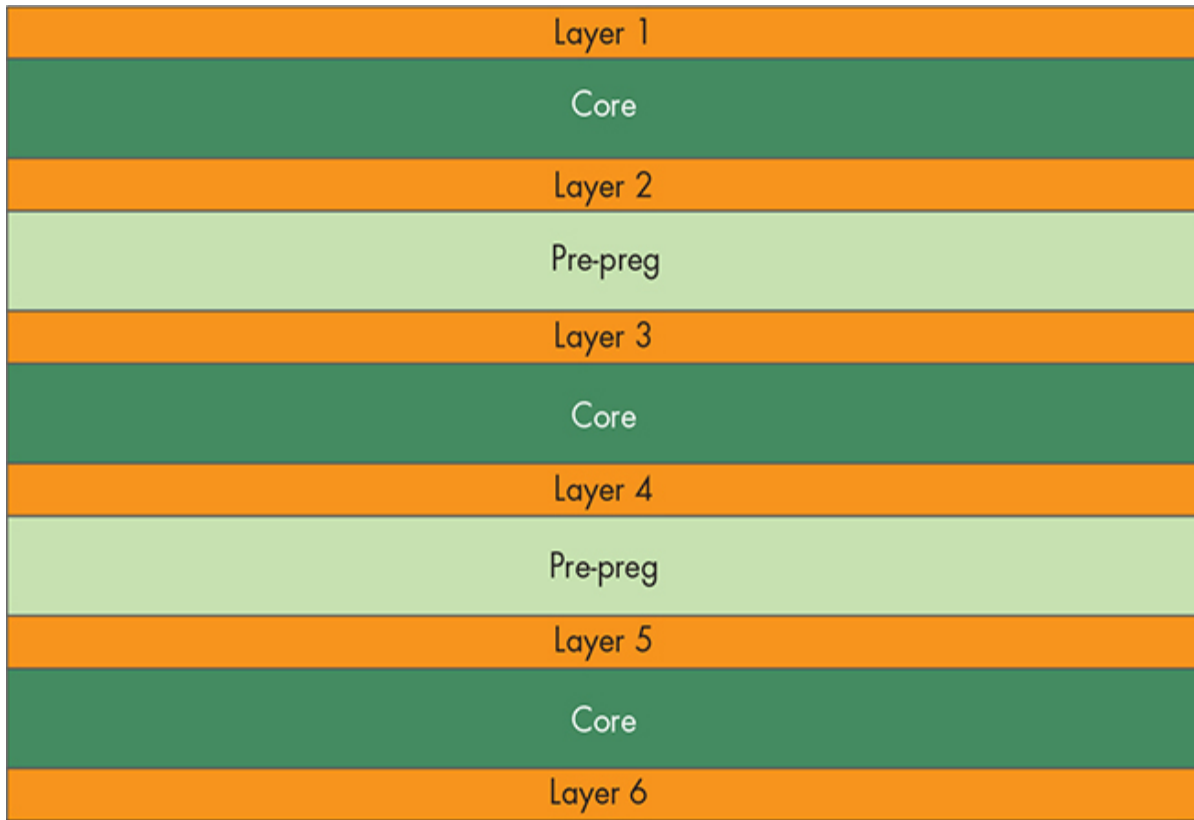 Layer 1
Core
Layer 2
Pre-preg
Layer 3
Core
Layer 4
Pre-preg
Layer 5
Core
Layer 6